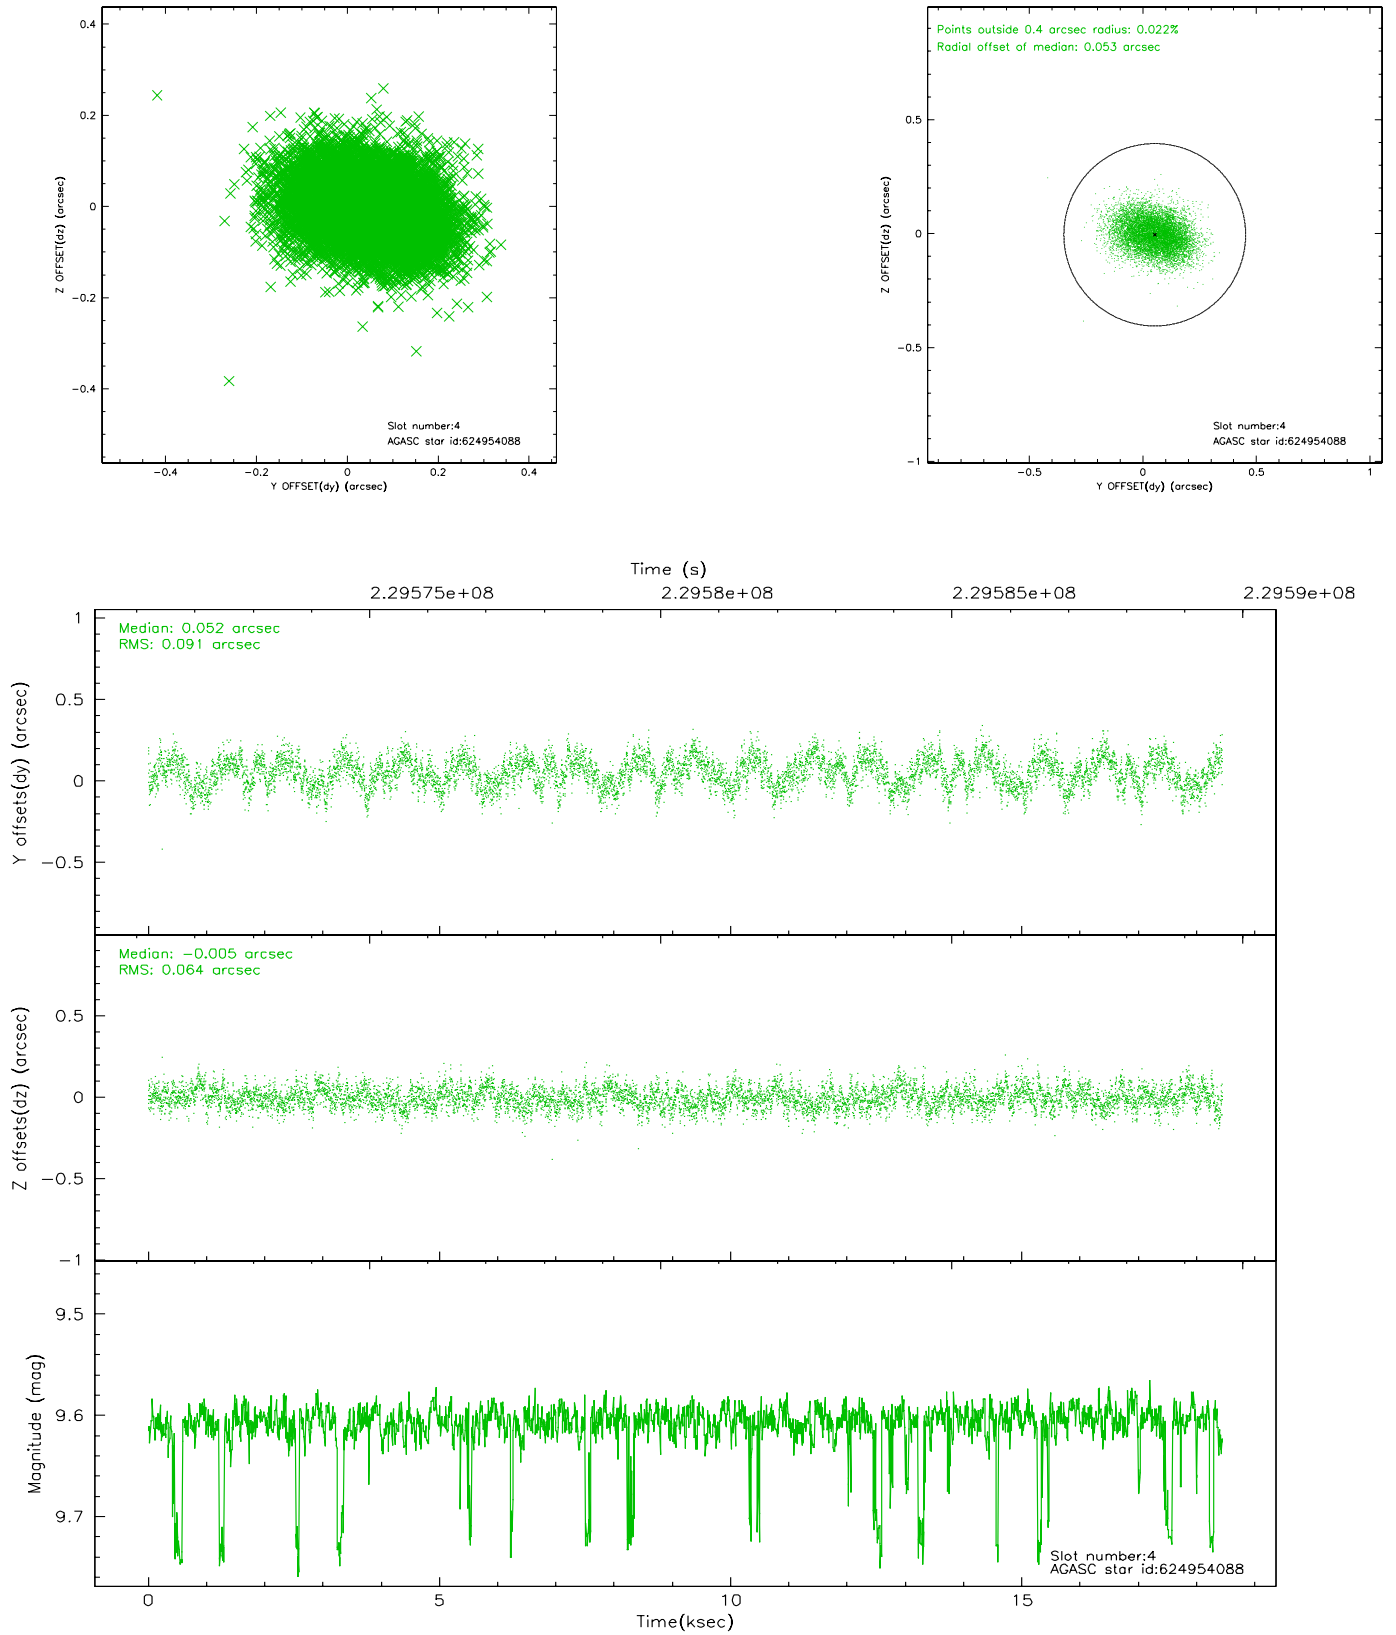 0.4
0.2
0
−0.2
−0.4
Z OFFSET(dz) (arcsec)
−0.4
−0.2
0
0.2
0.4
Y OFFSET(dy) (arcsec)
Slot number:4
AGASC star id:624954088
Points outside 0.4 arcsec radius: 0.022%
Radial offset of median: 0.053 arcsec
0.5
0
−0.5
−1
Z OFFSET(dz) (arcsec)
−0.5
0
0.5
1
Y OFFSET(dy) (arcsec)
Slot number:4
AGASC star id:624954088
Time (s)
2.29575e+08
2.2958e+08
2.29585e+08
2.2959e+08
Median: 0.052 arcsec
RMS: 0.091 arcsec
1
0.5
0
−0.5
Y offsets(dy) (arcsec)
Median: −0.005 arcsec
RMS: 0.064 arcsec
0.5
0
−0.5
−1
Z offsets(dz) (arcsec)
9.5
9.6
9.7
Magnitude (mag)
Slot number:4
AGASC star id:624954088
0
5
10
15
Time(ksec)